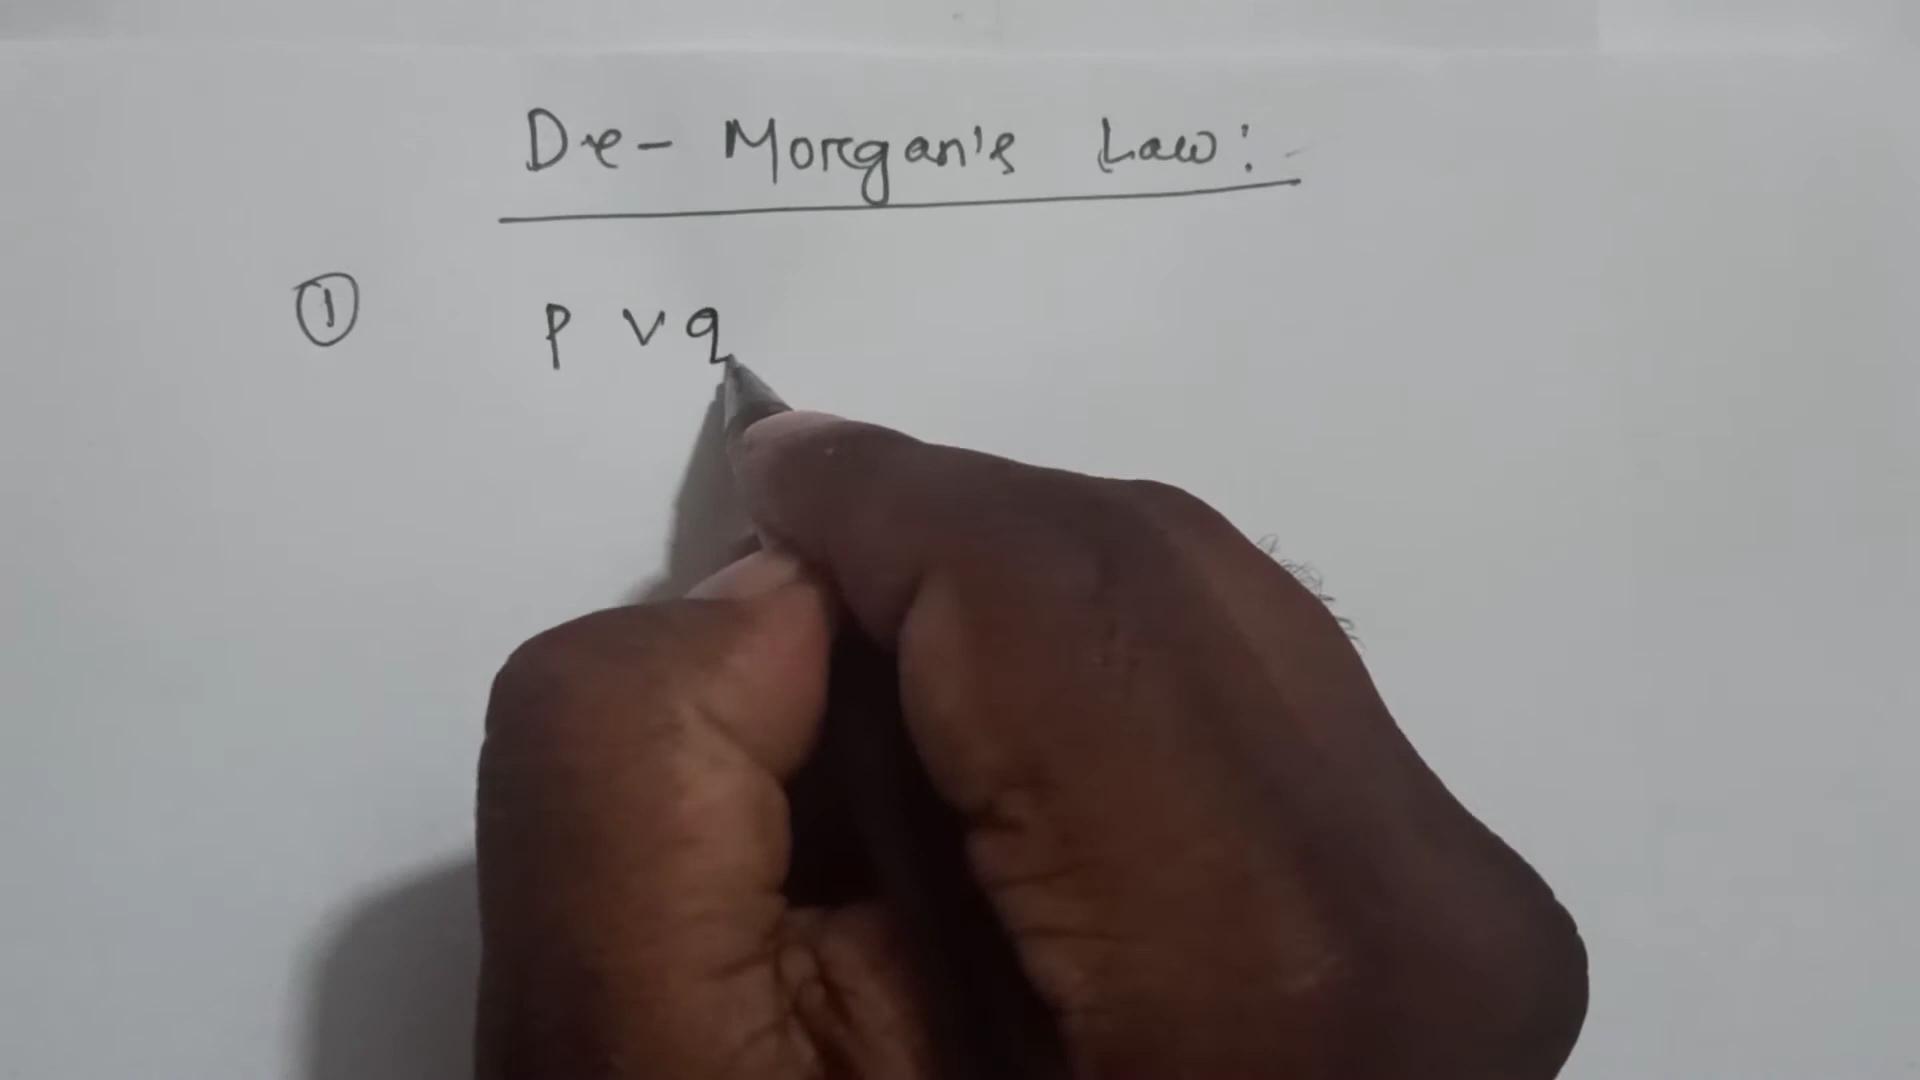 De- Morgan's Law:
① p ∨ q